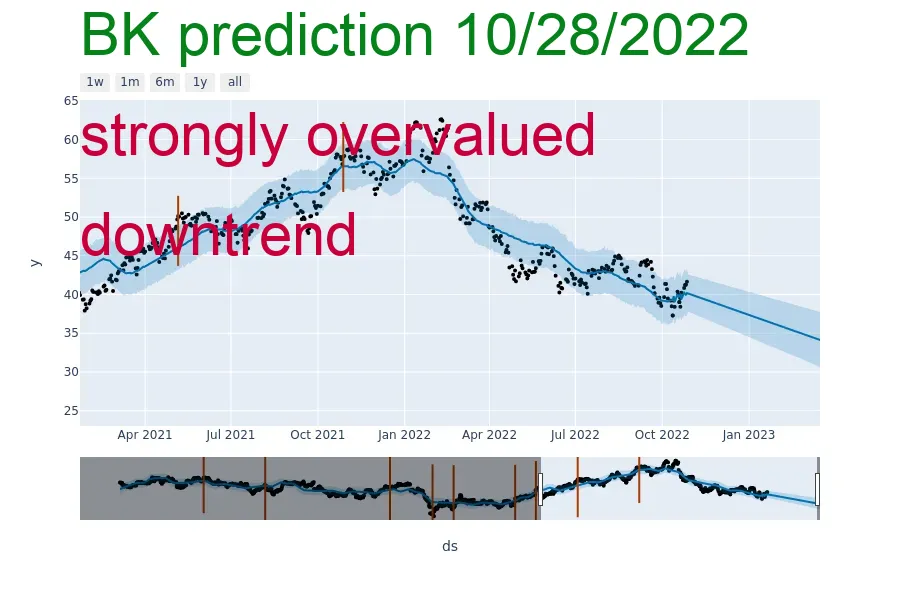 BK prediction 10/28/2022
1w 1m 6m 1y all
65
strongly overvalued
60
55
50
downtrend
45
y
40
35
30
25
Apr 2021 Jul 2021 Oct 2021 Jan 2022 Apr 2022 Jul 2022 Oct 2022 Jan 2023
ds